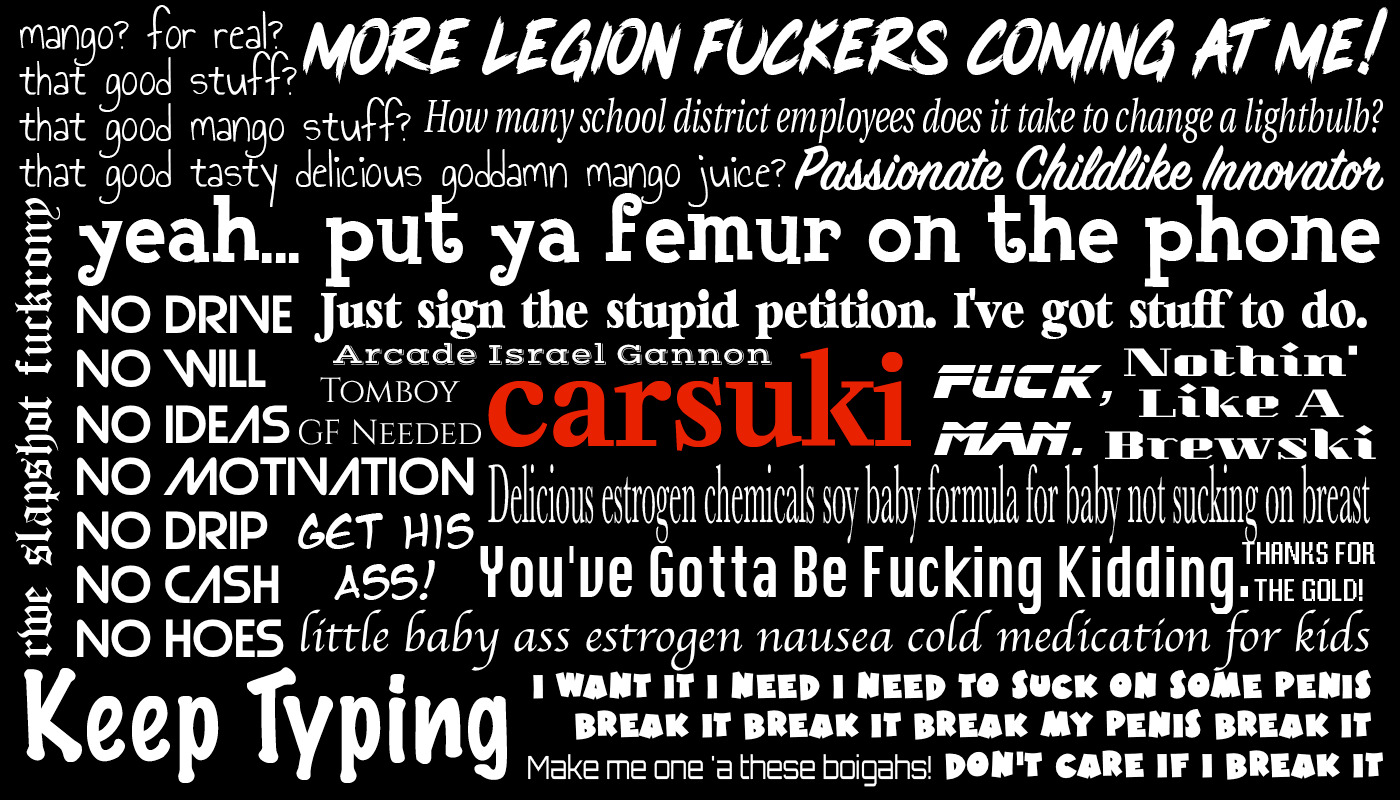 mango? for real?
that good stuff?
that good mango stuff?
that good tasty delicious goddamn mango juice?
MORE LEGION FUCKERS COMING AT ME!
How many school district employees does it take to change a lightbulb?
Passionate Childlike Innovator
vwe slapshot fuckrony
yeah... put ya femur on the phone
NO DRIVE
NO WILL
NO IDEAS
NO MOTIVATION
NO DRIP
NO CASH
NO HOES
Just sign the stupid petition. I've got stuff to do.
Arcade Israel Gannon
Tomboy
GF Needed
carsuki
FUCK,
MAN.
Nothin'
Like A
Brewski
Delicious estrogen chemicals soy baby formula for baby not sucking on breast
GET HIS
ASS!
You've Gotta Be Fucking Kidding.
THANKS FOR
THE GOLD!
little baby ass estrogen nausea cold medication for kids
Keep Typing
I WANT IT I NEED I NEED TO SUCK ON SOME PENIS
BREAK IT BREAK IT BREAK MY PENIS BREAK IT
DON'T CARE IF I BREAK IT
Make me one 'a these boigahs!